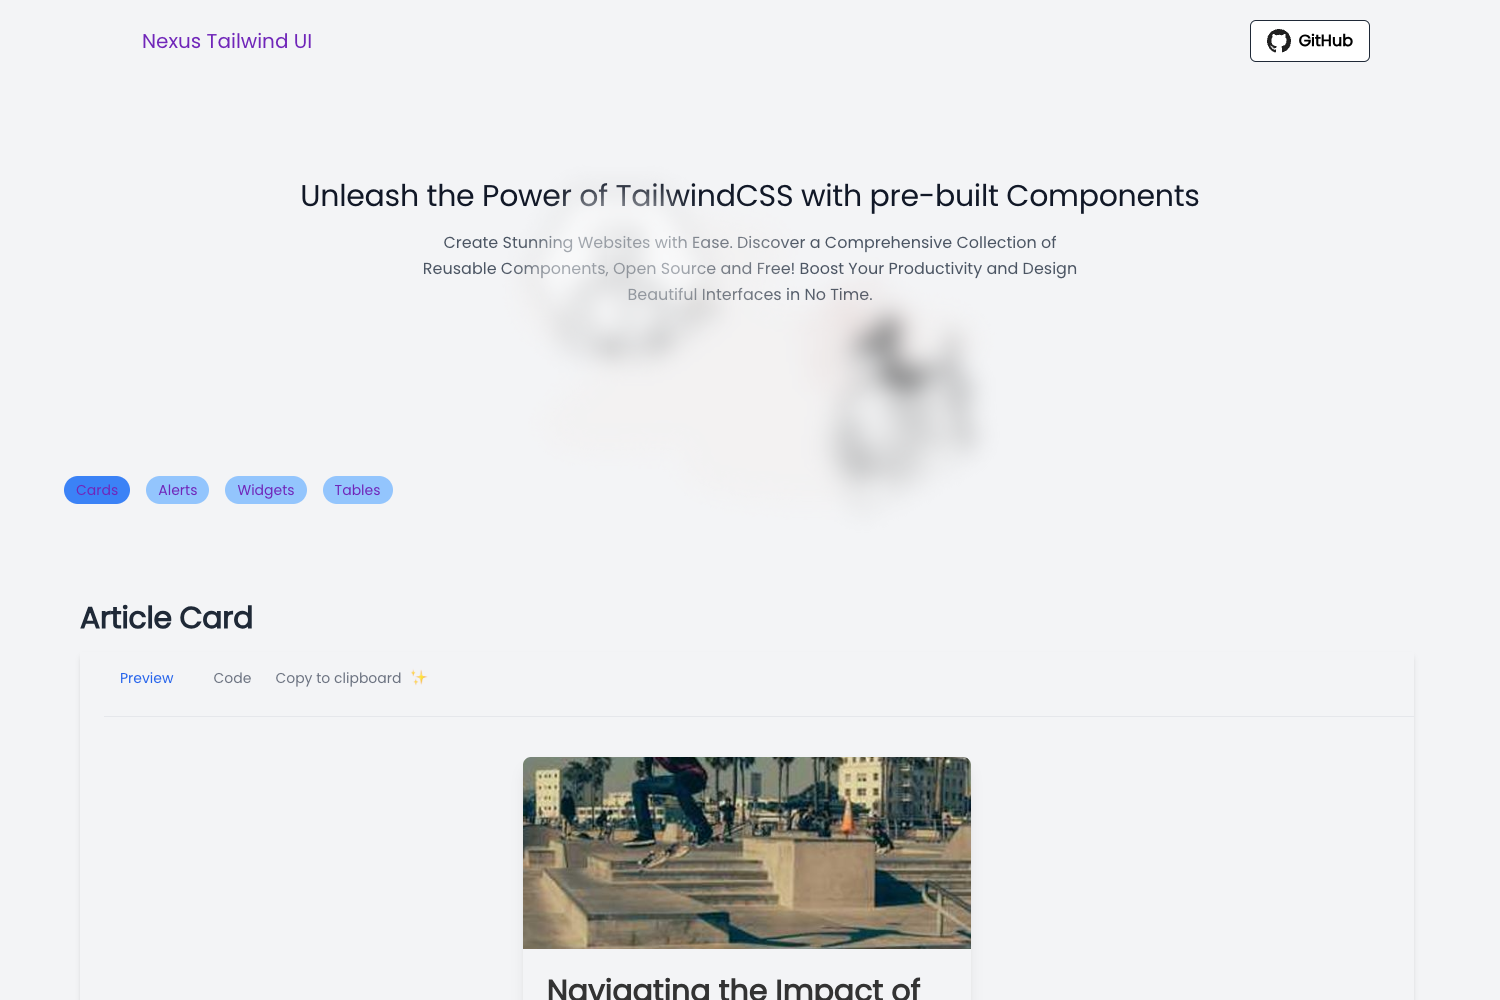 Nexus Tailwind UI
GitHub
Unleash the Power of TailwindCSS with pre-built Components
Create Stunning Websites with Ease. Discover a Comprehensive Collection of
Reusable Components, Open Source and Free! Boost Your Productivity and Design
Beautiful Interfaces in No Time.
Cards
Alerts
Widgets
Tables
Article Card
Preview
Code
Copy to clipboard ✨
Navigating the Impact of